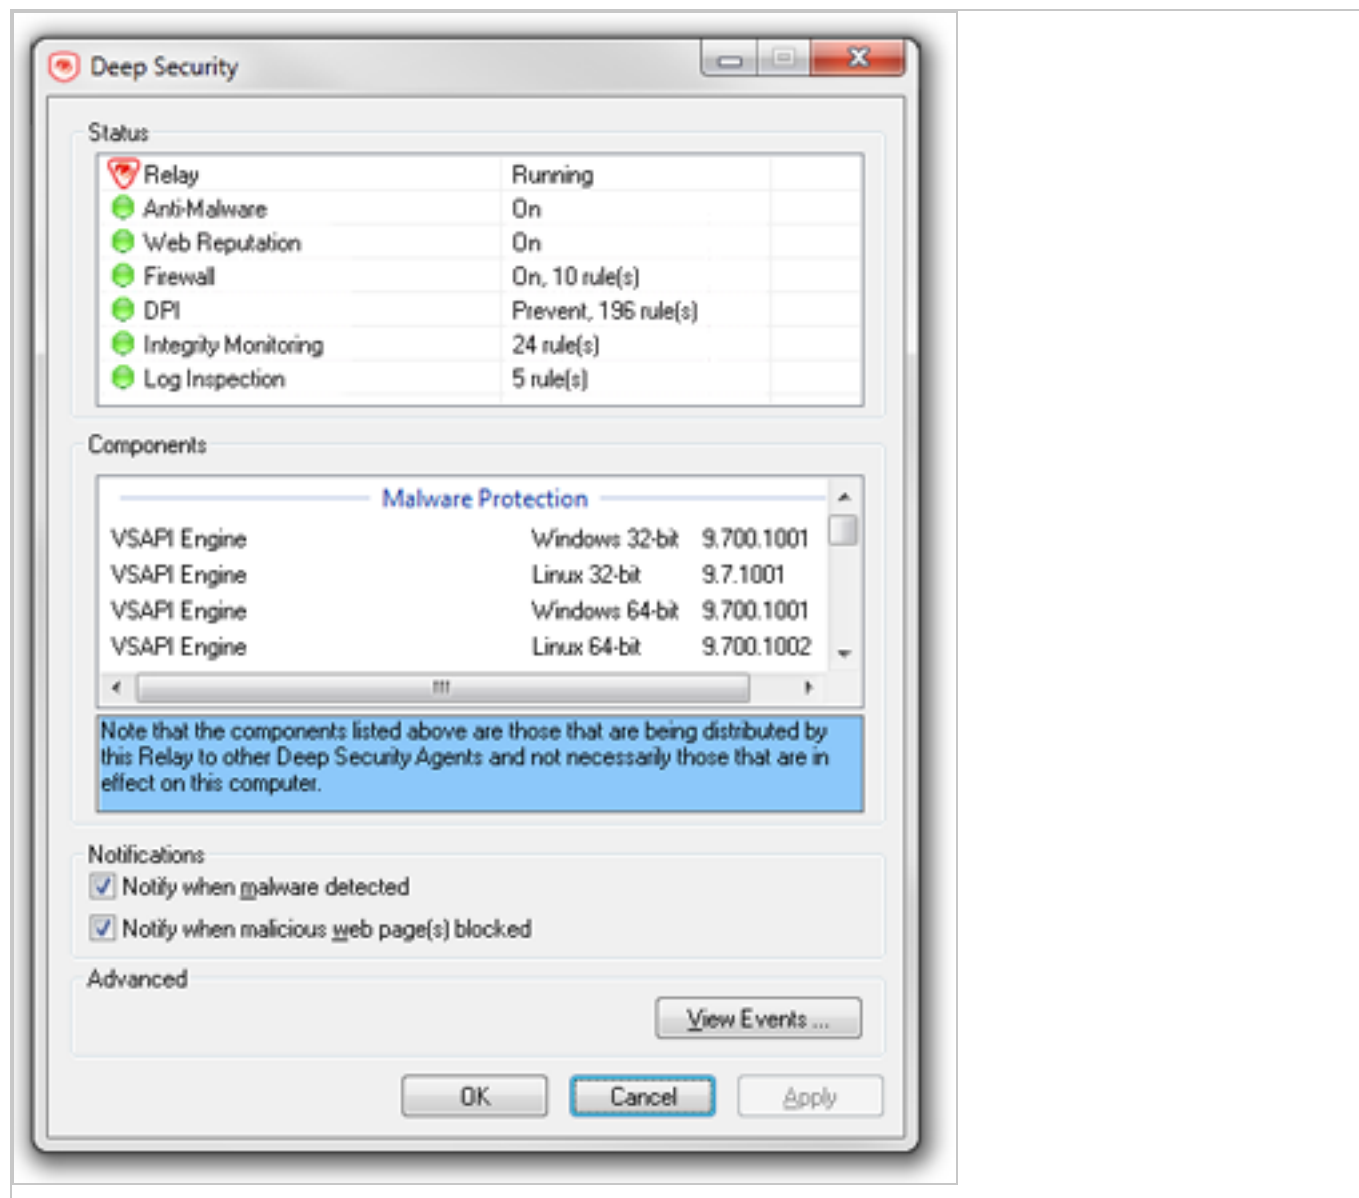 Deep Security
Status
Relay Running
Anti-Malware On
Web Reputation On
Firewall On, 10 rule(s)
DPI Prevent, 196 rule(s)
Integrity Monitoring 24 rule(s)
Log Inspection 5 rule(s)
Components
Malware Protection
VSAPI Engine Windows 32-bit 9.700.1001
VSAPI Engine Linux 32-bit 9.7.1001
VSAPI Engine Windows 64-bit 9.700.1001
VSAPI Engine Linux 64-bit 9.700.1002
Note that the components listed above are those that are being distributed by
this Relay to other Deep Security Agents and not necessarily those that are in
effect on this computer.
Notifications
Notify when malware detected
Notify when malicious web page(s) blocked
Advanced
View Events ...
OK Cancel Apply